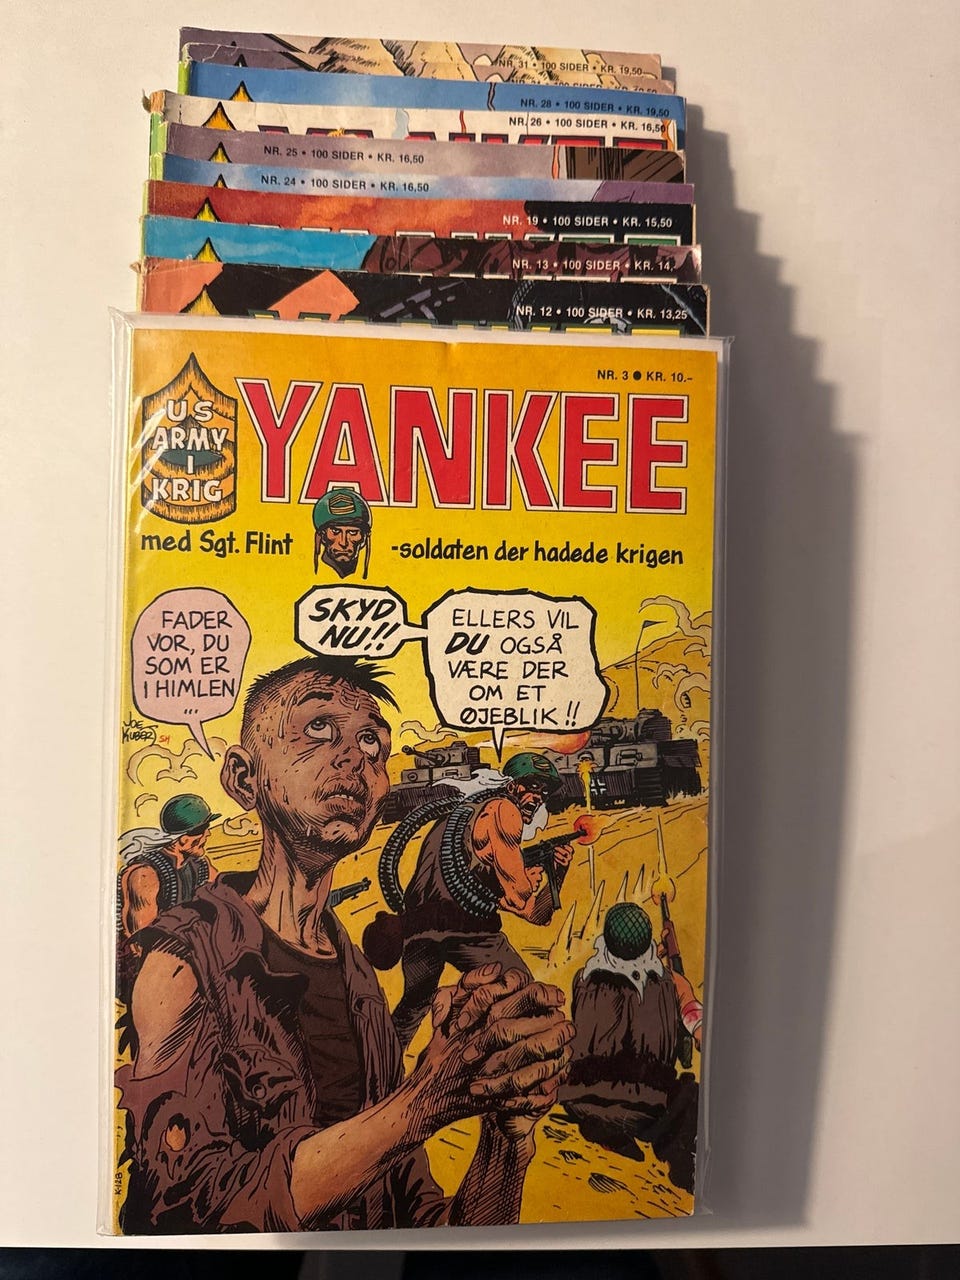 NR. 31 • 100 SIDER • KR. 19,50
NR. 28 • 100 SIDER • KR. 19,50
NR. 26 • 100 SIDER • KR. 16,50
NR. 25 • 100 SIDER • KR. 16,50
NR. 24 • 100 SIDER • KR. 16,50
NR. 19 • 100 SIDER • KR. 15,50
NR. 13 • 100 SIDER • KR. 14,-
NR. 12 • 100 SIDER • KR. 13,25
NR. 3 ● KR. 10.-
US
ARMY
I
KRIG
YANKEE
med Sgt. Flint
-soldaten der hadede krigen
FADER
VOR, DU
SOM ER
I HIMLEN
...
SKYD
NU!!
ELLERS VIL
DU OGSÅ
VÆRE DER
OM ET
ØJEBLIK!!
JOE
KUBERT
SH
K-128